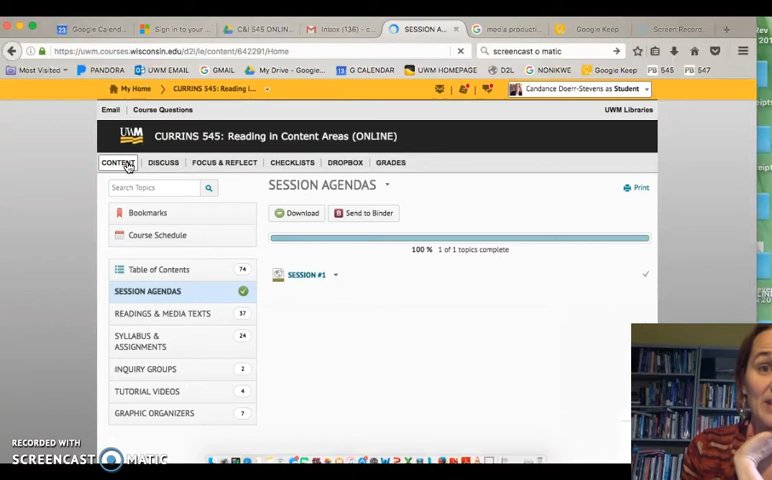 Google Calend...
Sign in to your ...
C&I 545 ONLIN...
Inbox (136) - c...
SESSION A...
media producti...
Google Keep
Screen Recor...
https://uwm.courses.wisconsin.edu/d2l/le/content/642291/Home
screencast o matic
Most Visited
PANDORA
UWM EMAIL
GMAIL
My Drive - Google...
G CALENDAR
UWM HOMEPAGE
D2L
NONIKWE
Google Keep
PB 545
PB 547
My Home
CURRINS 545: Reading i...
Candance Doerr-Stevens as Student
Email
Course Questions
UWM Libraries
UWM
CURRINS 545: Reading in Content Areas (ONLINE)
CONTENT
DISCUSS
FOCUS & REFLECT
CHECKLISTS
DROPBOX
GRADES
Search Topics
SESSION AGENDAS
Print
Bookmarks
Download
Send to Binder
Course Schedule
100 % 1 of 1 topics complete
Table of Contents 74
SESSION #1
SESSION AGENDAS
READINGS & MEDIA TEXTS 37
SYLLABUS & 24
ASSIGNMENTS
INQUIRY GROUPS 2
TUTORIAL VIDEOS 4
GRAPHIC ORGANIZERS 7
RECORDED WITH
SCREENCAST MATIC